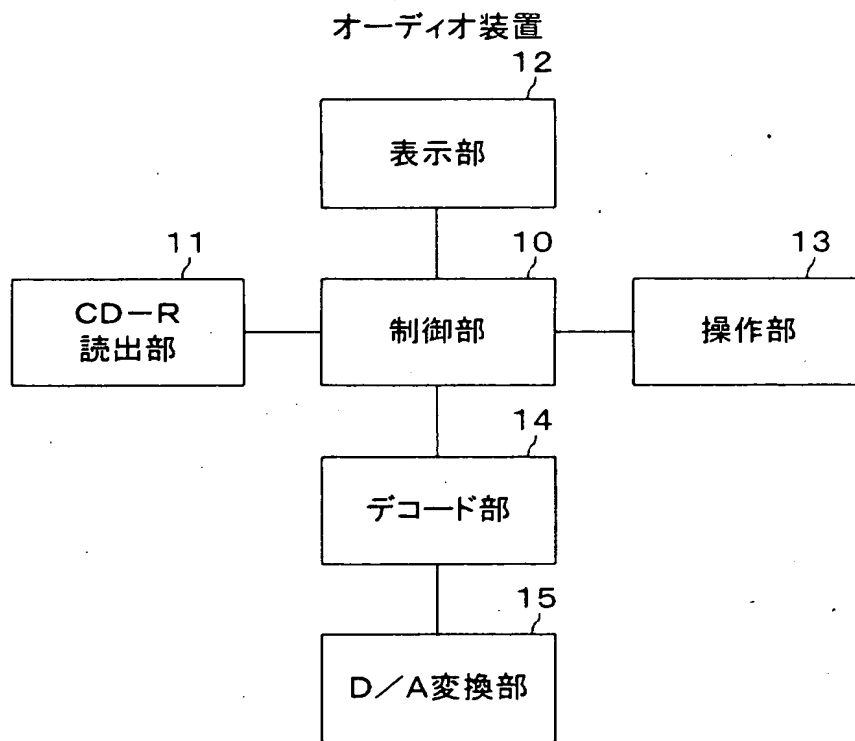 オーディオ装置
12
表示部
11
10
13
CD－R
読出部
制御部
操作部
14
デコード部
15
D／A変換部